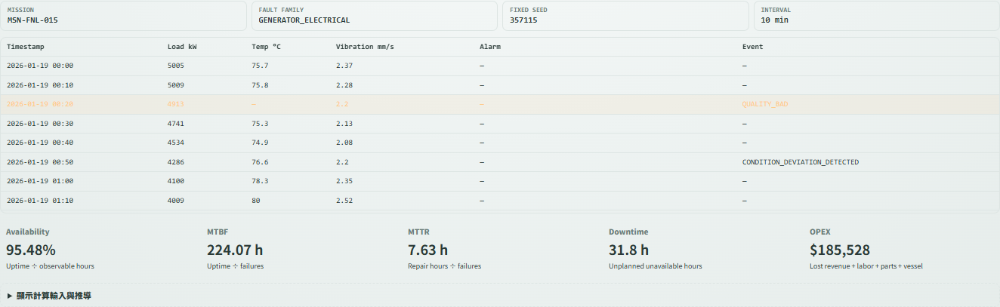 MISSION FAULT FAMILY FIXED SEED INTERVAL
MSN-FNL-015 GENERATOR_ELECTRICAL 357115 10 min
Timestamp Load kW Temp °C Vibration mm/s Alarm Event
2026-01-19 00:00 5005 75.7 2.37 — —
2026-01-19 00:10 5009 75.8 2.28 — —
2026-01-19 00:20 4913 — 2.2 — QUALITY_BAD
2026-01-19 00:30 4741 75.3 2.13 — —
2026-01-19 00:40 4534 74.9 2.08 — —
2026-01-19 00:50 4286 76.6 2.2 — CONDITION_DEVIATION_DETECTED
2026-01-19 01:00 4100 78.3 2.35 — —
2026-01-19 01:10 4009 80 2.52 — —
Availability MTBF MTTR Downtime OPEX
95.48% 224.07 h 7.63 h 31.8 h $185,528
Uptime ÷ observable hours Uptime ÷ failures Repair hours ÷ failures Unplanned unavailable hours Lost revenue + labor + parts + vessel
▶ 顯示計算輸入與推導